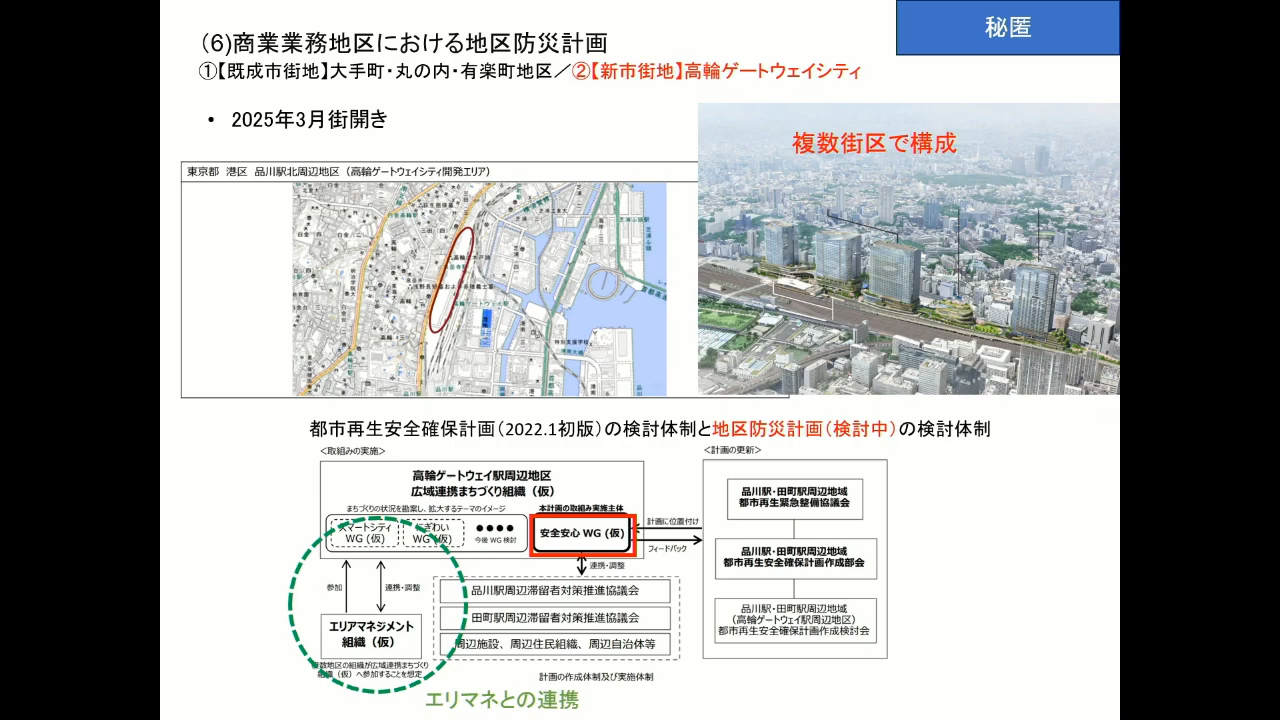 秘匿
(6)商業業務地区における地区防災計画
①【既成市街地】大手町・丸の内・有楽町地区／②【新市街地】高輪ゲートウェイシティ
• 2025年3月街開き
東京都 港区 品川駅北周辺地区（高輪ゲートウェイシティ開発エリア）
複数街区で構成
都市再生安全確保計画（2022.1初版）の検討体制と地区防災計画（検討中）の検討体制
＜取組みの実施＞
高輪ゲートウェイ駅周辺地区
広域連携まちづくり組織（仮）
まちづくりの状況を勘案し、拡大するテーマのイメージ
本計画の取組み実施主体
スマートシティ
WG (仮)
にぎわい
WG (仮)
●●●●
今後 WG 検討
安全安心 WG (仮)
計画に位置付け
フィードバック
参加
連携・調整
連携・調整
エリアマネジメント
組織（仮）
複数地区の組織が広域連携まちづくり
組織（仮）へ参加することを想定
品川駅周辺滞留者対策推進協議会
田町駅周辺滞留者対策推進協議会
周辺施設、周辺住民組織、周辺自治体等
計画の作成体制及び実施体制
エリマネとの連携
＜計画の更新＞
品川駅・田町駅周辺地域
都市再生緊急整備協議会
品川駅・田町駅周辺地域
都市再生安全確保計画作成部会
品川駅・田町駅周辺地域
（高輪ゲートウェイ駅周辺地区）
都市再生安全確保計画作成検討会